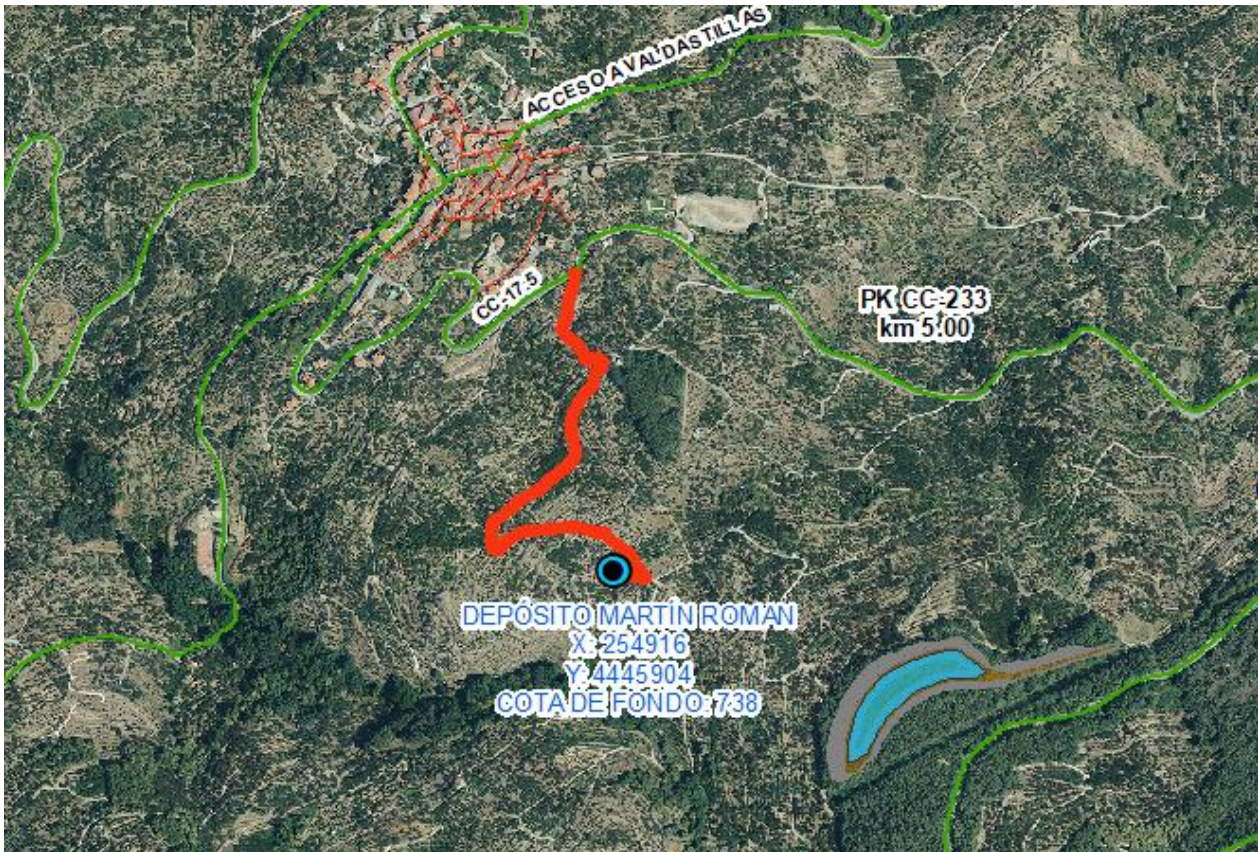 ACCESO A VALDASTILLAS
CC-17.5
PK CC-233
km 5.00
DEPÓSITO MARTÍN ROMAN
X: 254916
Y: 4445904
COTA DE FONDO: 738